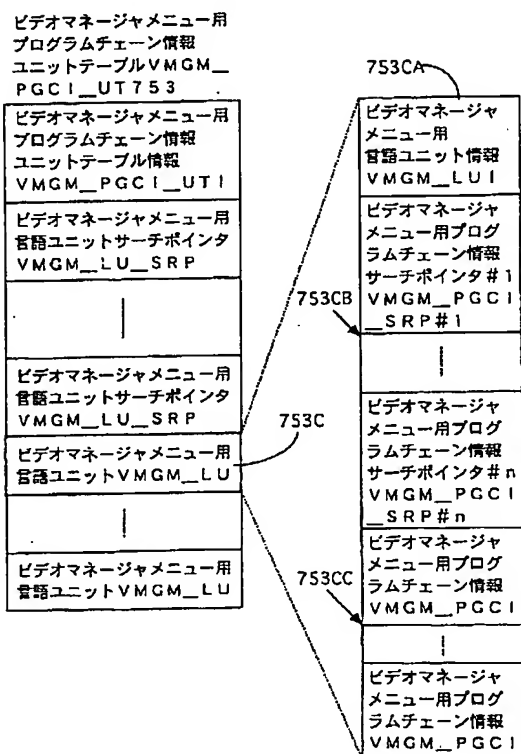 ビデオマネージャメニュー用
プログラムチェーン情報
ユニットテーブルVMGM__
PGCI__UT753
ビデオマネージャメニュー用
プログラムチェーン情報
ユニットテーブル情報
VMGM__PGCI__UTI
ビデオマネージャメニュー用
言語ユニットサーチポインタ
VMGM__LU__SRP
ビデオマネージャメニュー用
言語ユニットサーチポインタ
VMGM__LU__SRP
ビデオマネージャメニュー用
言語ユニットVMGM__LU
ビデオマネージャメニュー用
言語ユニットVMGM__LU
753C
753CA
ビデオマネージャ
メニュー用
言語ユニット情報
VMGM__LUI
ビデオマネージャ
メニュー用プログ
ラムチェーン情報
サーチポインタ#1
VMGM__PGCI
__SRP#1
753CB
ビデオマネージャ
メニュー用プログ
ラムチェーン情報
サーチポインタ#n
VMGM__PGCI
__SRP#n
ビデオマネージャ
メニュー用プログ
ラムチェーン情報
VMGM__PGCI
753CC
ビデオマネージャ
メニュー用プログ
ラムチェーン情報
VMGM__PGCI